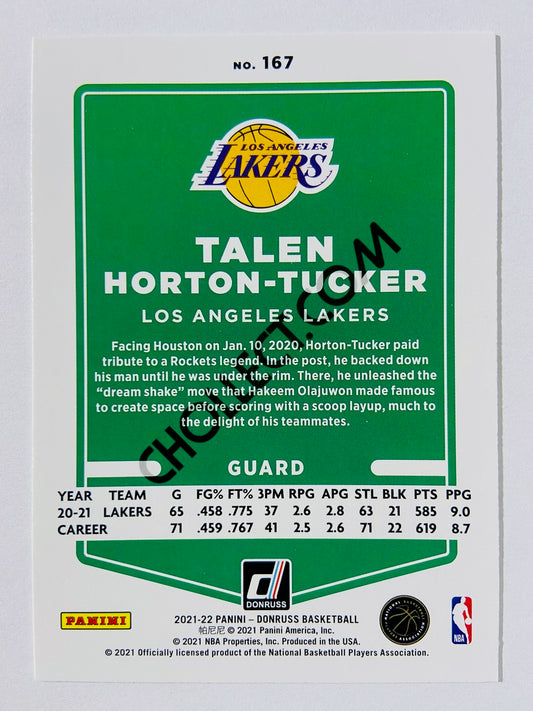 NO. 167
LOS ANGELES
LAKERS
TALEN
HORTON-TUCKER
LOS ANGELES LAKERS
Facing Houston on Jan. 10, 2020, Horton-Tucker paid
tribute to a Rockets legend. In the post, he backed down
his man until he was under the rim. There, he unleashed the
“dream shake” move that Hakeem Olajuwon made famous
to create space before scoring with a scoop layup, much to
the delight of his teammates.
CHOLLECT.COM
GUARD
YEAR TEAM G FG% FT% 3PM RPG APG STL BLK PTS PPG
20-21 LAKERS 65 .458 .775 37 2.6 2.8 63 21 585 9.0
CAREER 71 .459 .767 41 2.5 2.6 71 22 619 8.7
DONRUSS
PANINI
2021-22 PANINI – DONRUSS BASKETBALL
帕尼尼 © 2021 Panini America, Inc.
© 2021 NBA Properties, Inc. Produced in the USA.
© 2021 Officially licensed product of the National Basketball Players Association.
NBA